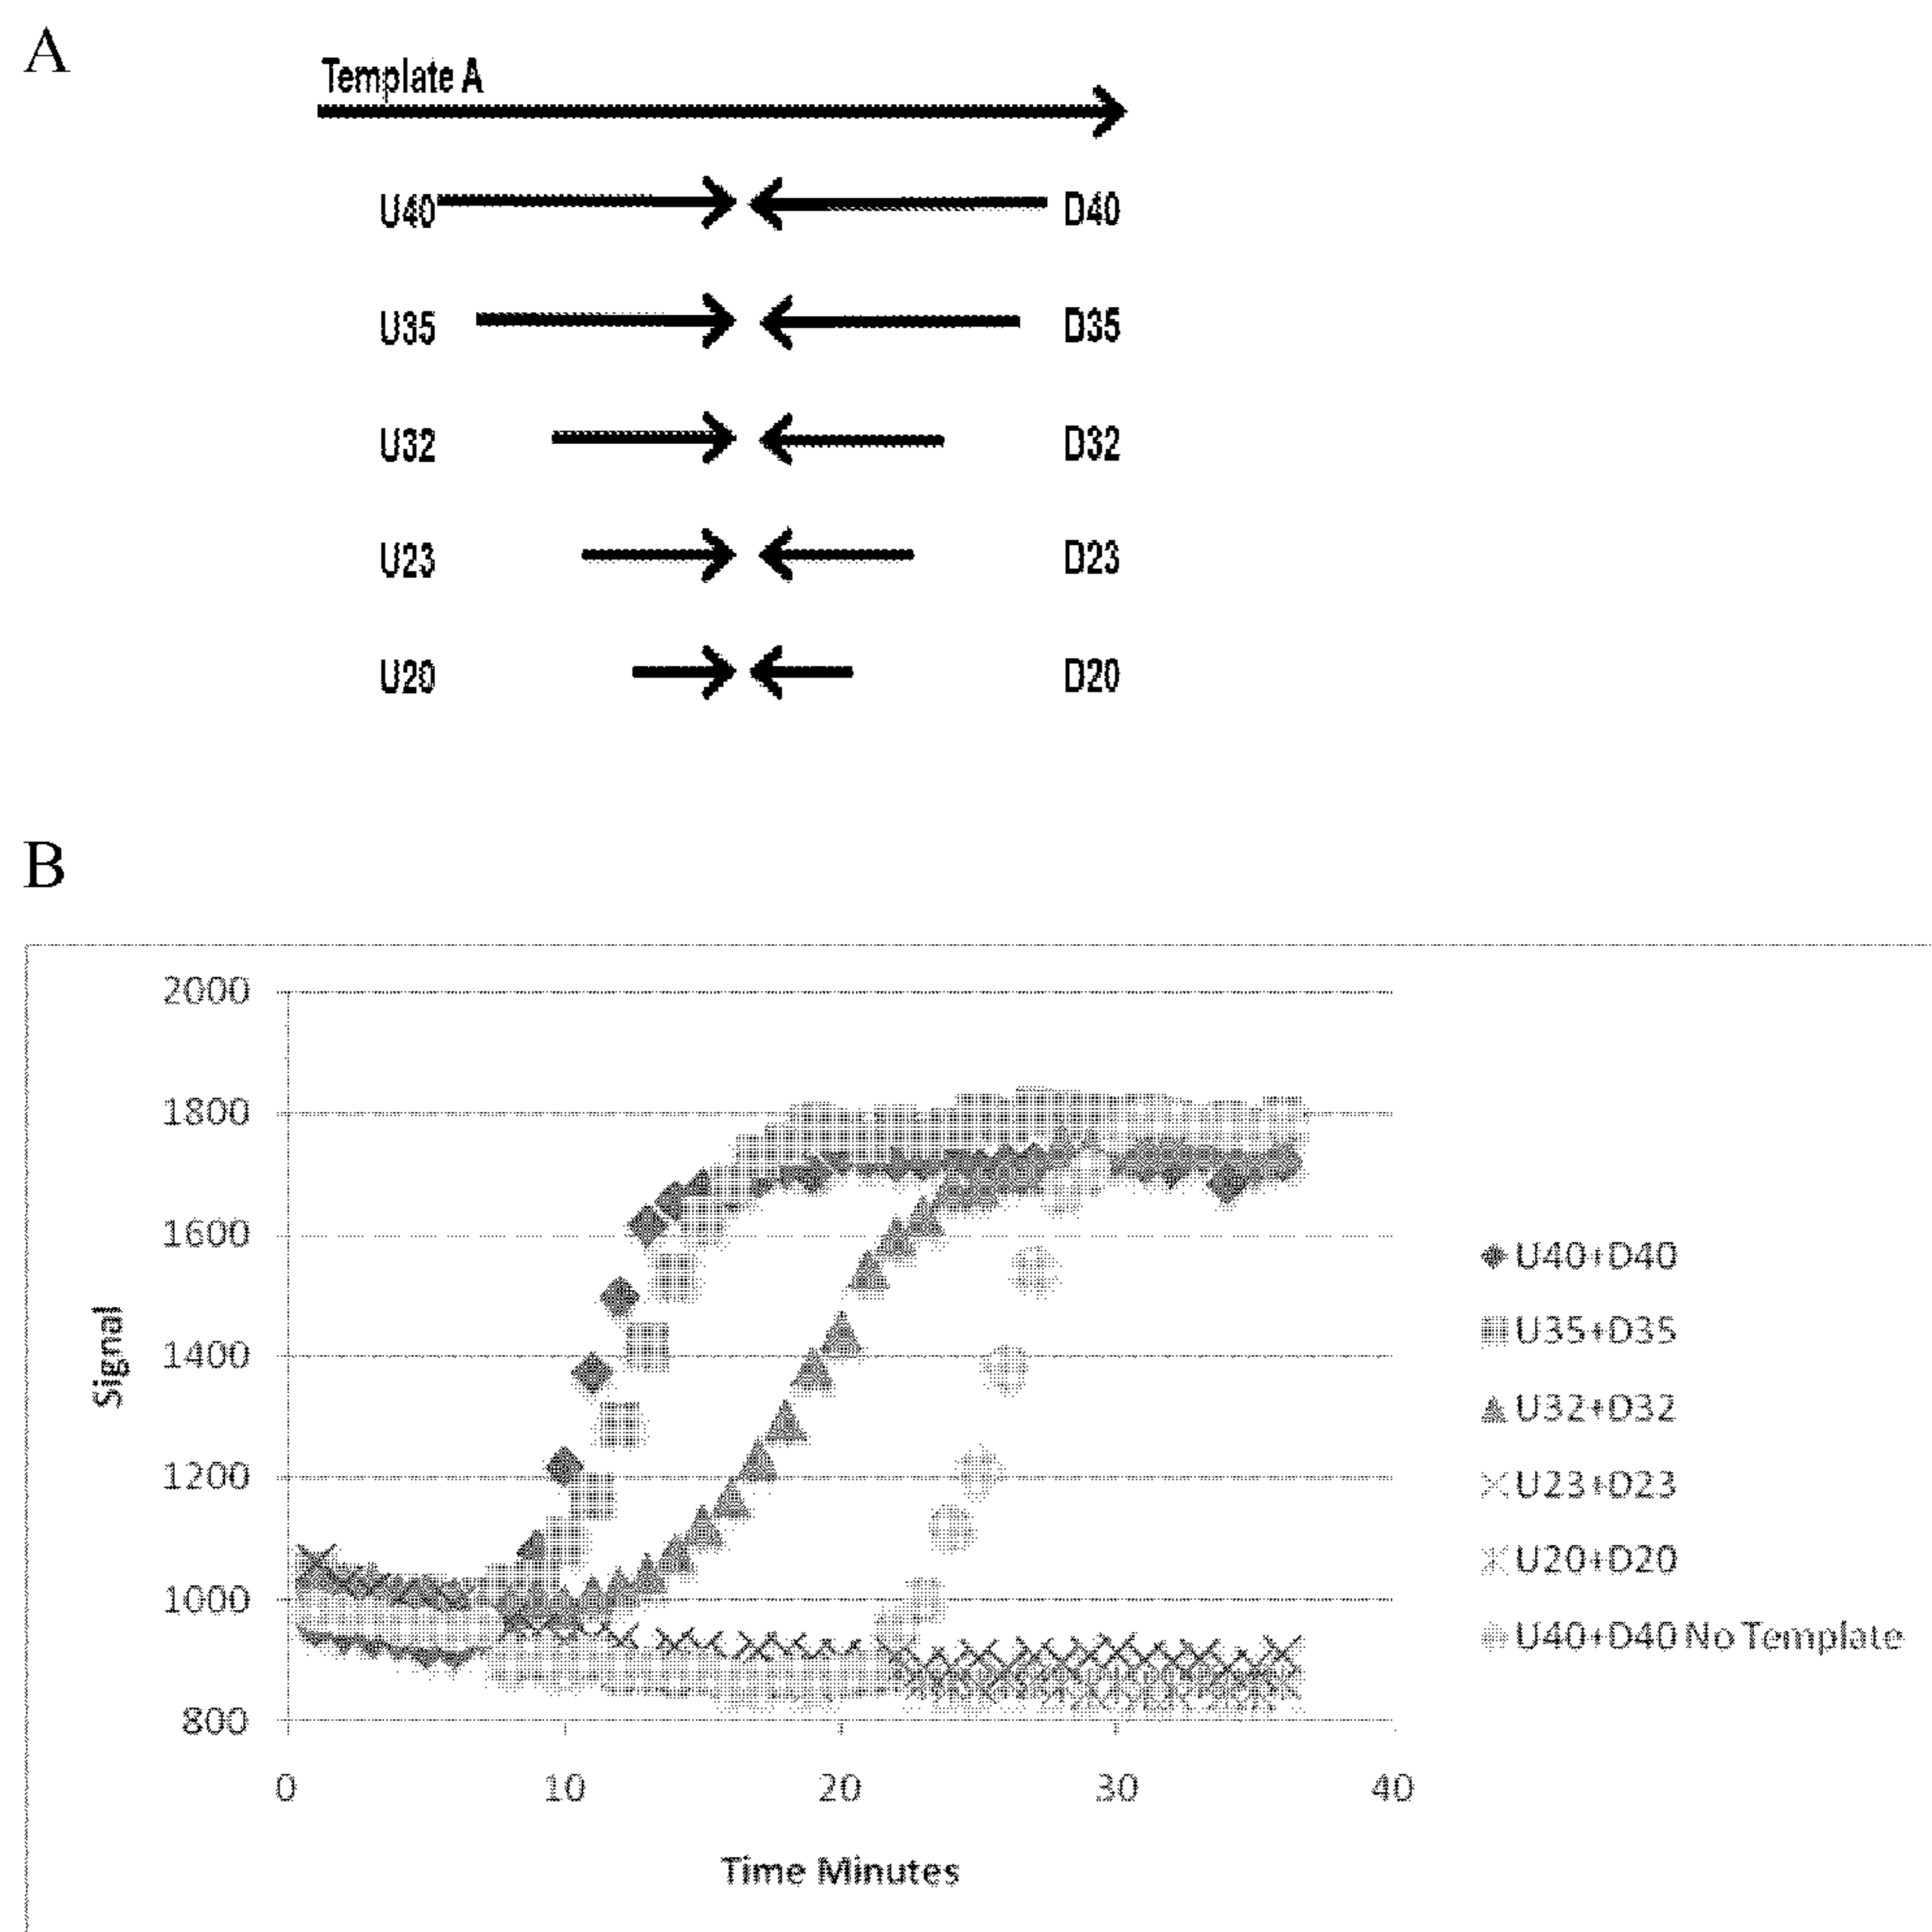 A
Template A
U40 D40
U35 D35
U32 D32
U23 D23
U20 D20
B
2000
1800
1600
1400
1200
1000
800
Signal
0 10 20 30 40
Time Minutes
U40+D40
U35+D35
U32+D32
U23+D23
U20+D20
U40+D40 No Template